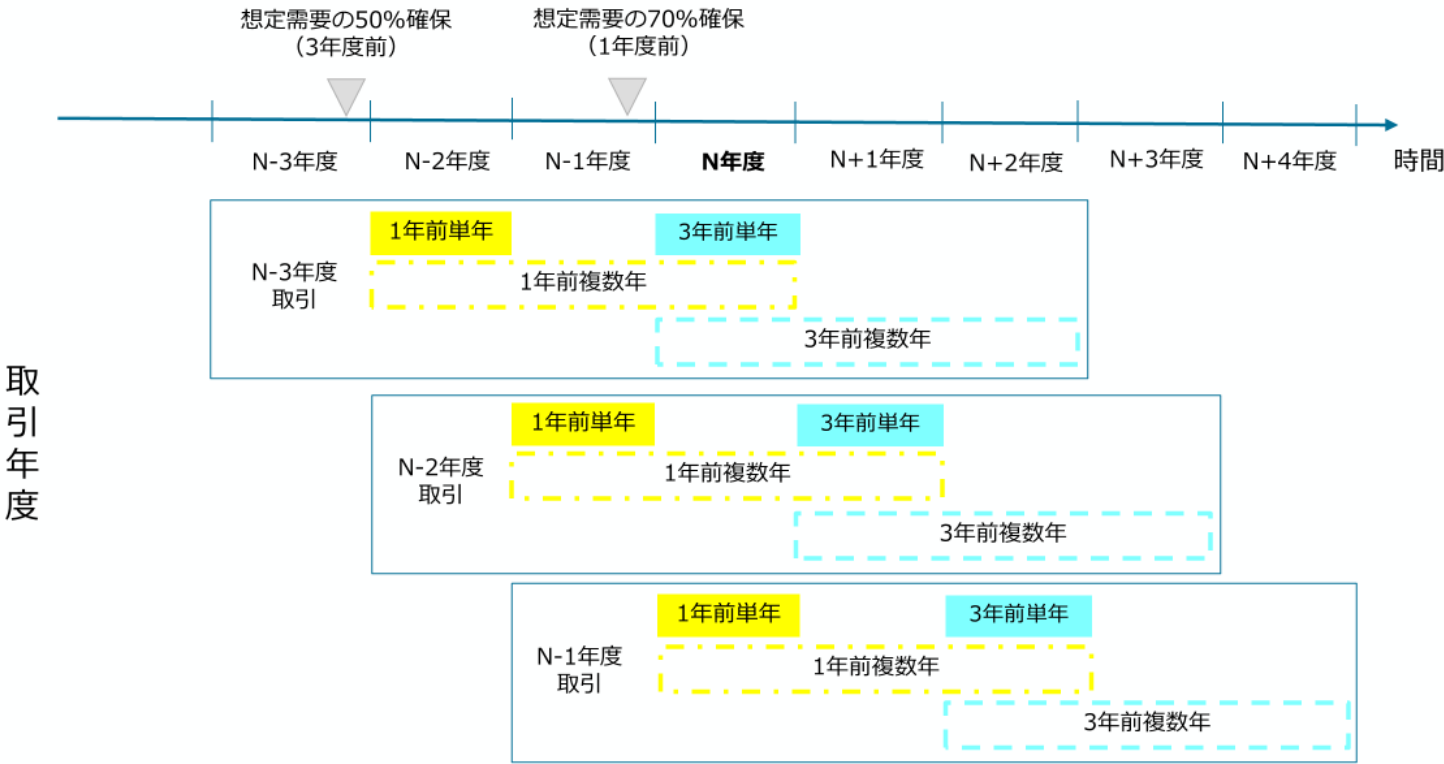 想定需要の50%確保
（3年度前）
想定需要の70%確保
（1年度前）
N-3年度
N-2年度
N-1年度
N年度
N+1年度
N+2年度
N+3年度
N+4年度
時間
取引年度
N-3年度
取引
1年前単年
3年前単年
1年前複数年
3年前複数年
N-2年度
取引
1年前単年
3年前単年
1年前複数年
3年前複数年
N-1年度
取引
1年前単年
3年前単年
1年前複数年
3年前複数年